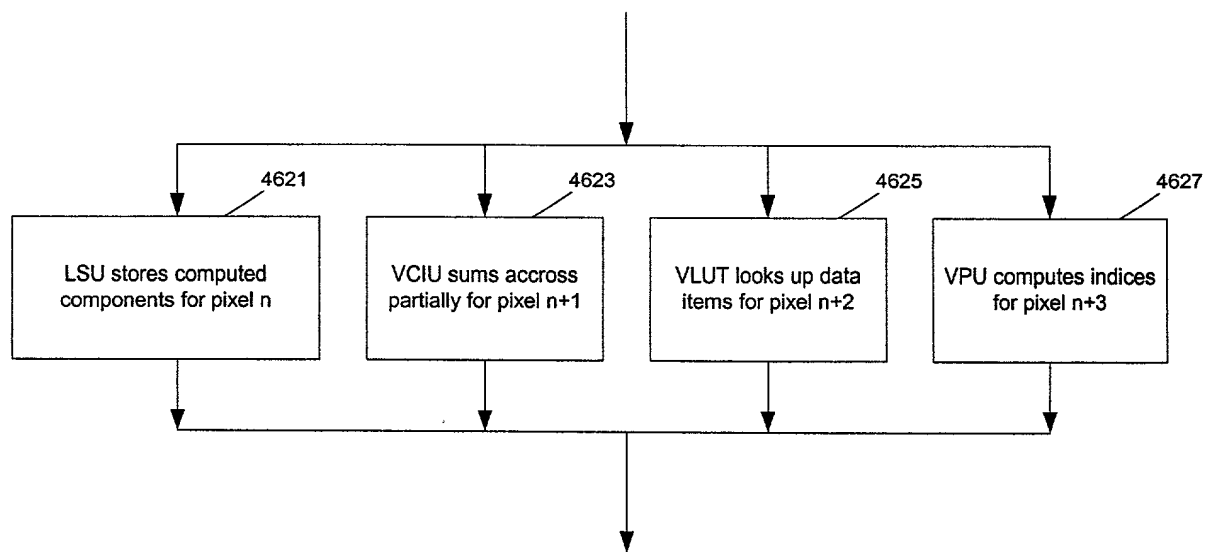 4621
4623
4625
4627
LSU stores computed
components for pixel n
VCIU sums accross
partially for pixel n+1
VLUT looks up data
items for pixel n+2
VPU computes indices
for pixel n+3